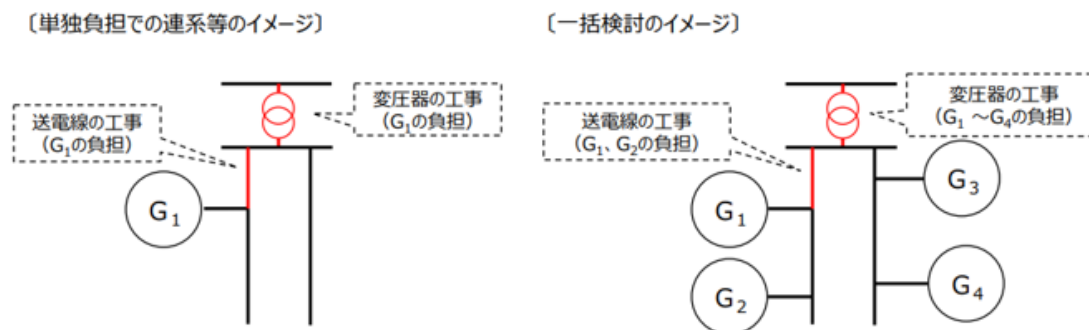 〔単独負担での連系等のイメージ〕
送電線の工事
（G₁の負担）
変圧器の工事
（G₁の負担）
G₁
〔一括検討のイメージ〕
送電線の工事
（G₁、G₂の負担）
変圧器の工事
（G₁ ～G₄の負担）
G₁
G₃
G₂
G₄